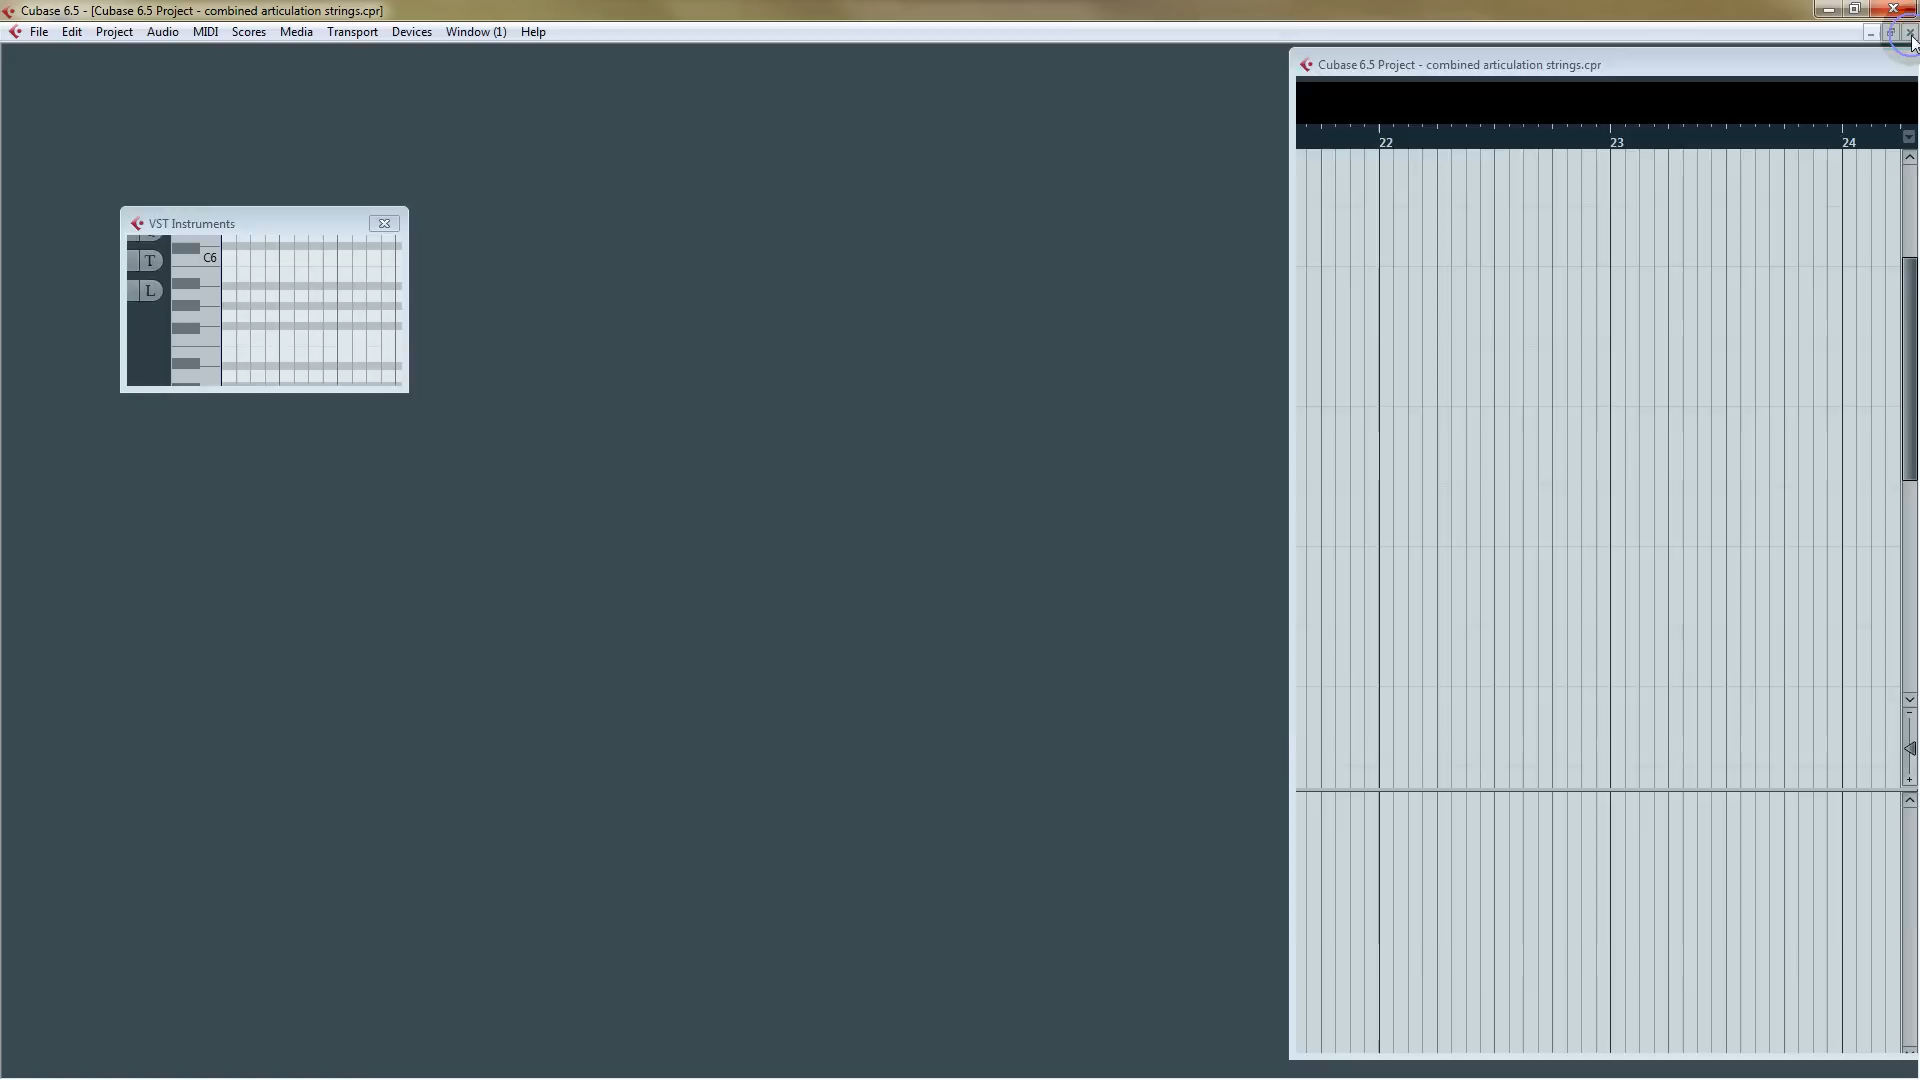 Cubase 6.5 - [Cubase 6.5 Project - combined articulation strings.cpr]
File Edit Project Audio MIDI Scores Media Transport Devices Window (1) Help
Cubase 6.5 Project - combined articulation strings.cpr
22 23 24
VST Instruments
T C6
L